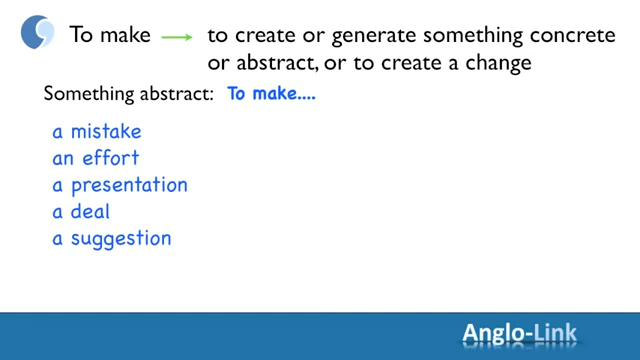 To make → to create or generate something concrete
or abstract, or to create a change
Something abstract: To make....
a mistake
an effort
a presentation
a deal
a suggestion
Anglo-Link